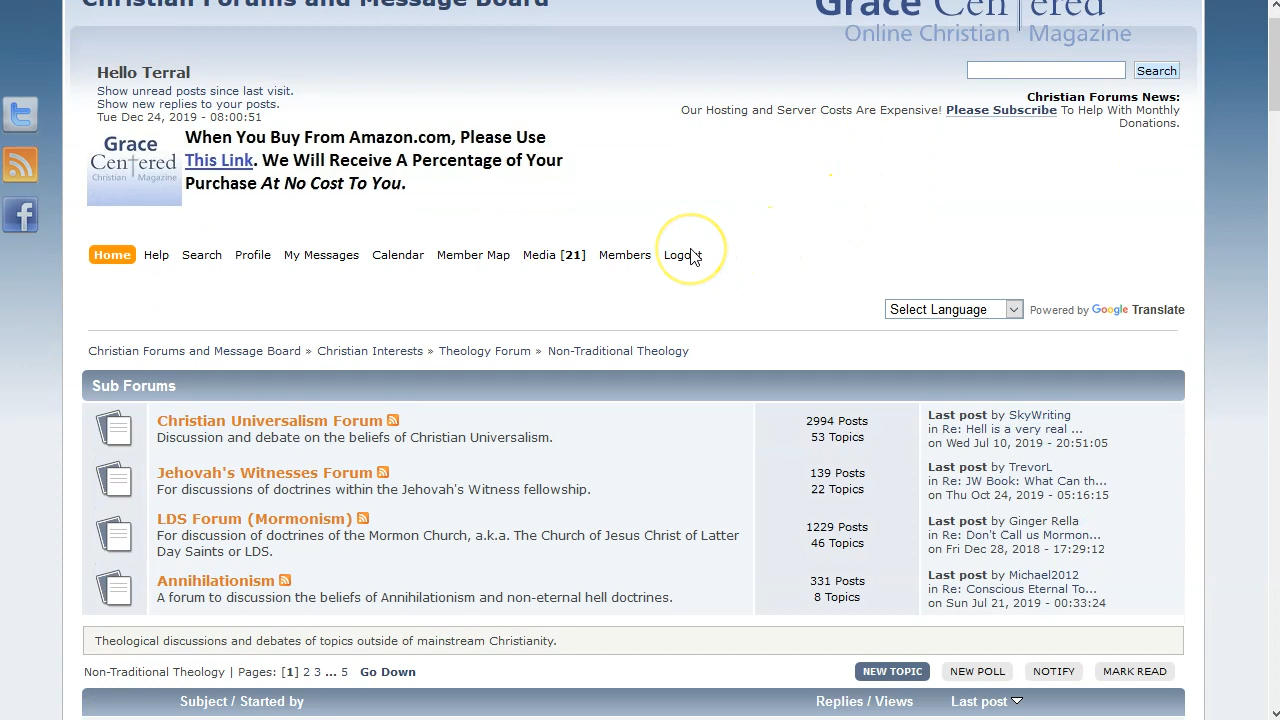 Christian Forums and Message Board
Grace Centered
Online Christian Magazine
Hello Terral
Show unread posts since last visit.
Show new replies to your posts.
Tue Dec 24, 2019 - 08:00:51
Search
Christian Forums News:
Our Hosting and Server Costs Are Expensive! Please Subscribe To Help With Monthly
Donations.
Grace
Centered
Christian Magazine
When You Buy From Amazon.com, Please Use
This Link. We Will Receive A Percentage of Your
Purchase At No Cost To You.
Home Help Search Profile My Messages Calendar Member Map Media [21] Members Logout
Select Language Powered by Google Translate
Christian Forums and Message Board » Christian Interests » Theology Forum » Non-Traditional Theology
Sub Forums
Christian Universalism Forum
Discussion and debate on the beliefs of Christian Universalism.
2994 Posts
53 Topics
Last post by SkyWriting
in Re: Hell is a very real ...
on Wed Jul 10, 2019 - 20:51:05
Jehovah's Witnesses Forum
For discussions of doctrines within the Jehovah's Witness fellowship.
139 Posts
22 Topics
Last post by TrevorL
in Re: JW Book: What Can th...
on Thu Oct 24, 2019 - 05:16:15
LDS Forum (Mormonism)
For discussion of doctrines of the Mormon Church, a.k.a. The Church of Jesus Christ of Latter
Day Saints or LDS.
1229 Posts
46 Topics
Last post by Ginger Rella
in Re: Don't Call us Mormon...
on Fri Dec 28, 2018 - 17:29:12
Annihilationism
A forum to discussion the beliefs of Annihilationism and non-eternal hell doctrines.
331 Posts
8 Topics
Last post by Michael2012
in Re: Conscious Eternal To...
on Sun Jul 21, 2019 - 00:33:24
Theological discussions and debates of topics outside of mainstream Christianity.
Non-Traditional Theology | Pages: [1] 2 3 ... 5 Go Down
NEW TOPIC NEW POLL NOTIFY MARK READ
Subject / Started by Replies / Views Last post